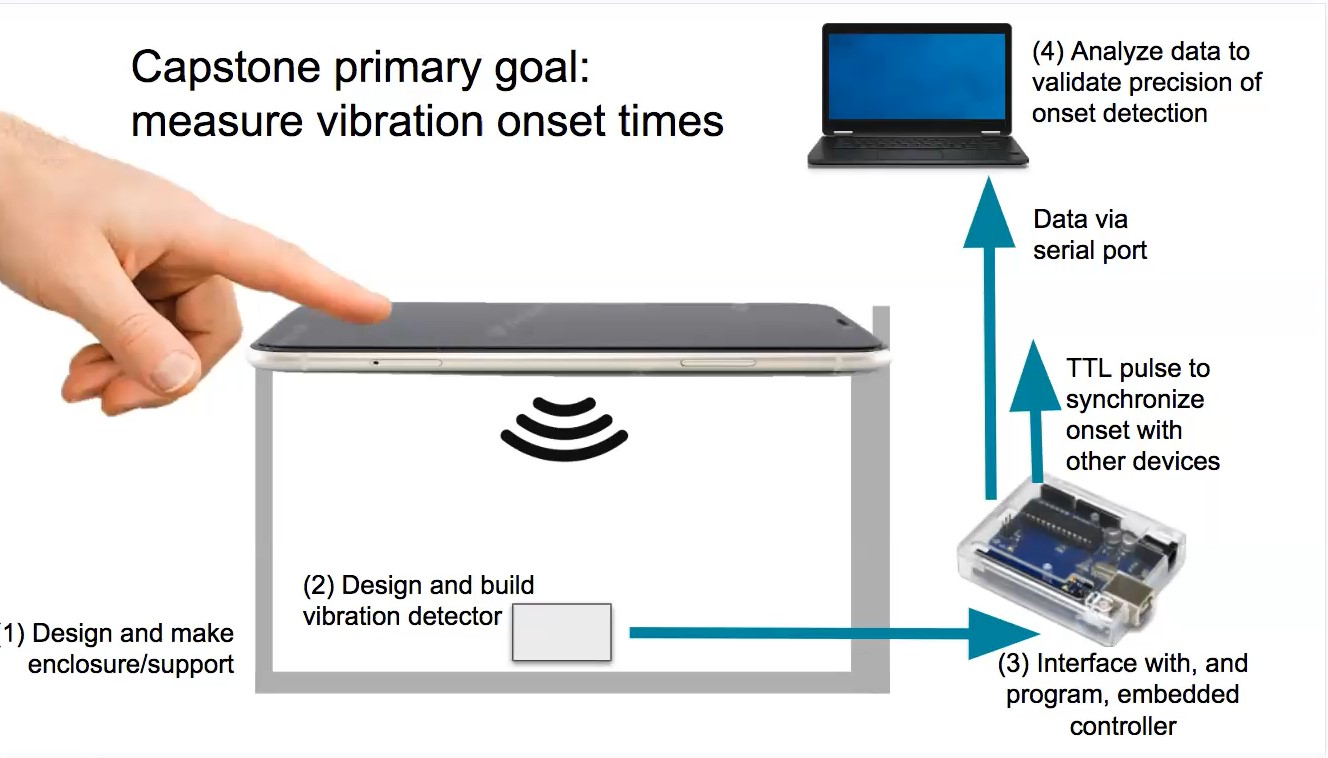 Capstone primary goal:
measure vibration onset times
(4) Analyze data to
validate precision of
onset detection
Data via
serial port
TTL pulse to
synchronize
onset with
other devices
(2) Design and build
vibration detector
1) Design and make
enclosure/support
(3) Interface with, and
program, embedded
controller